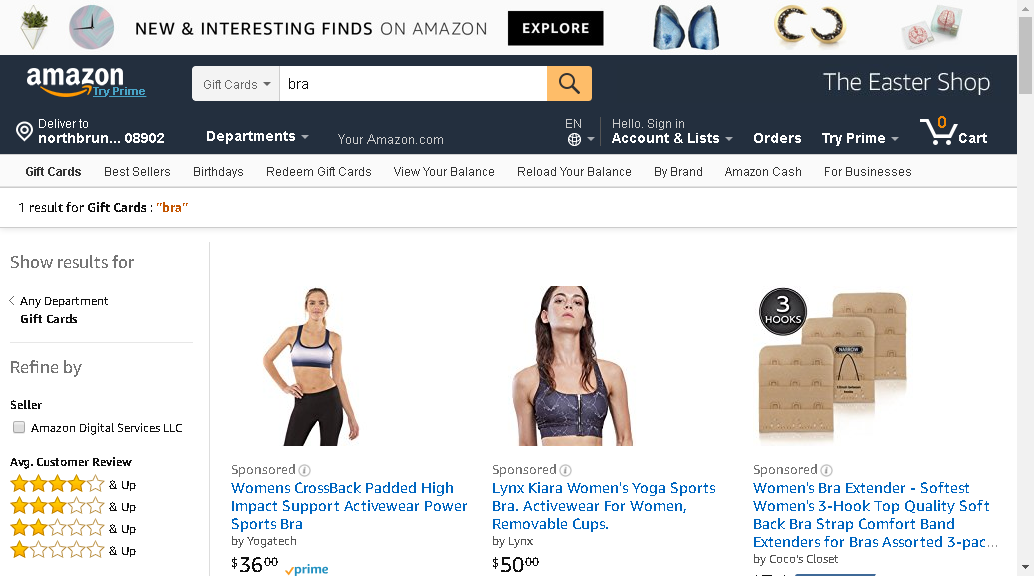 NEW & INTERESTING FINDS ON AMAZON
EXPLORE
amazon
Try Prime
Gift Cards
bra
The Easter Shop
Deliver to
northbrun... 08902
Departments
Your Amazon.com
EN
Hello. Sign in
Account & Lists
Orders
Try Prime
0
Cart
Gift Cards
Best Sellers
Birthdays
Redeem Gift Cards
View Your Balance
Reload Your Balance
By Brand
Amazon Cash
For Businesses
1 result for Gift Cards : "bra"
Show results for
Any Department
Gift Cards
Refine by
Seller
Amazon Digital Services LLC
Avg. Customer Review
& Up
& Up
& Up
& Up
Sponsored
Womens CrossBack Padded High
Impact Support Activewear Power
Sports Bra
by Yogatech
$3600
prime
Sponsored
Lynx Kiara Women's Yoga Sports
Bra. Activewear For Women,
Removable Cups.
by Lynx
$5000
3
HOOKS
NARROW
Sponsored
Women's Bra Extender - Softest
Women's 3-Hook Top Quality Soft
Back Bra Strap Comfort Band
Extenders for Bras Assorted 3-pac...
by Coco's Closet